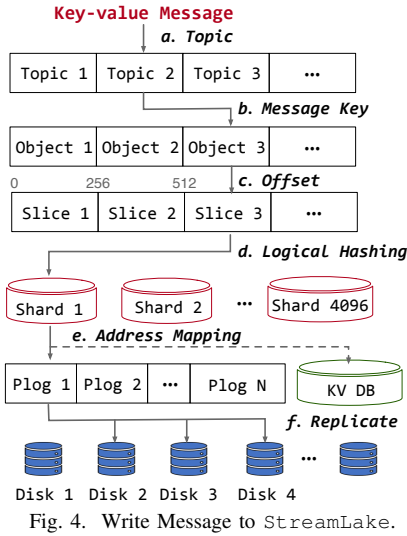 Key-value Message
a. Topic
Topic 1 Topic 2 Topic 3 ...
b. Message Key
Object 1 Object 2 Object 3 ...
0 256 512 c. Offset
Slice 1 Slice 2 Slice 3 ...
d. Logical Hashing
Shard 1 Shard 2 ... Shard 4096
e. Address Mapping
Plog 1 Plog 2 ... Plog N KV DB
f. Replicate
...
Disk 1 Disk 2 Disk 3 Disk 4
Fig. 4. Write Message to StreamLake.